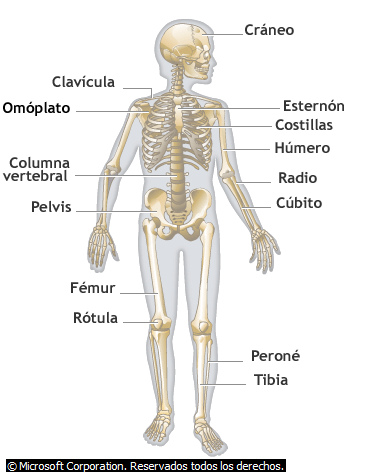 Cráneo
Clavícula
Omóplato
Esternón
Costillas
Húmero
Columna
vertebral
Radio
Pelvis
Cúbito
Fémur
Rótula
Peroné
Tibia
© Microsoft Corporation. Reservados todos los derechos.